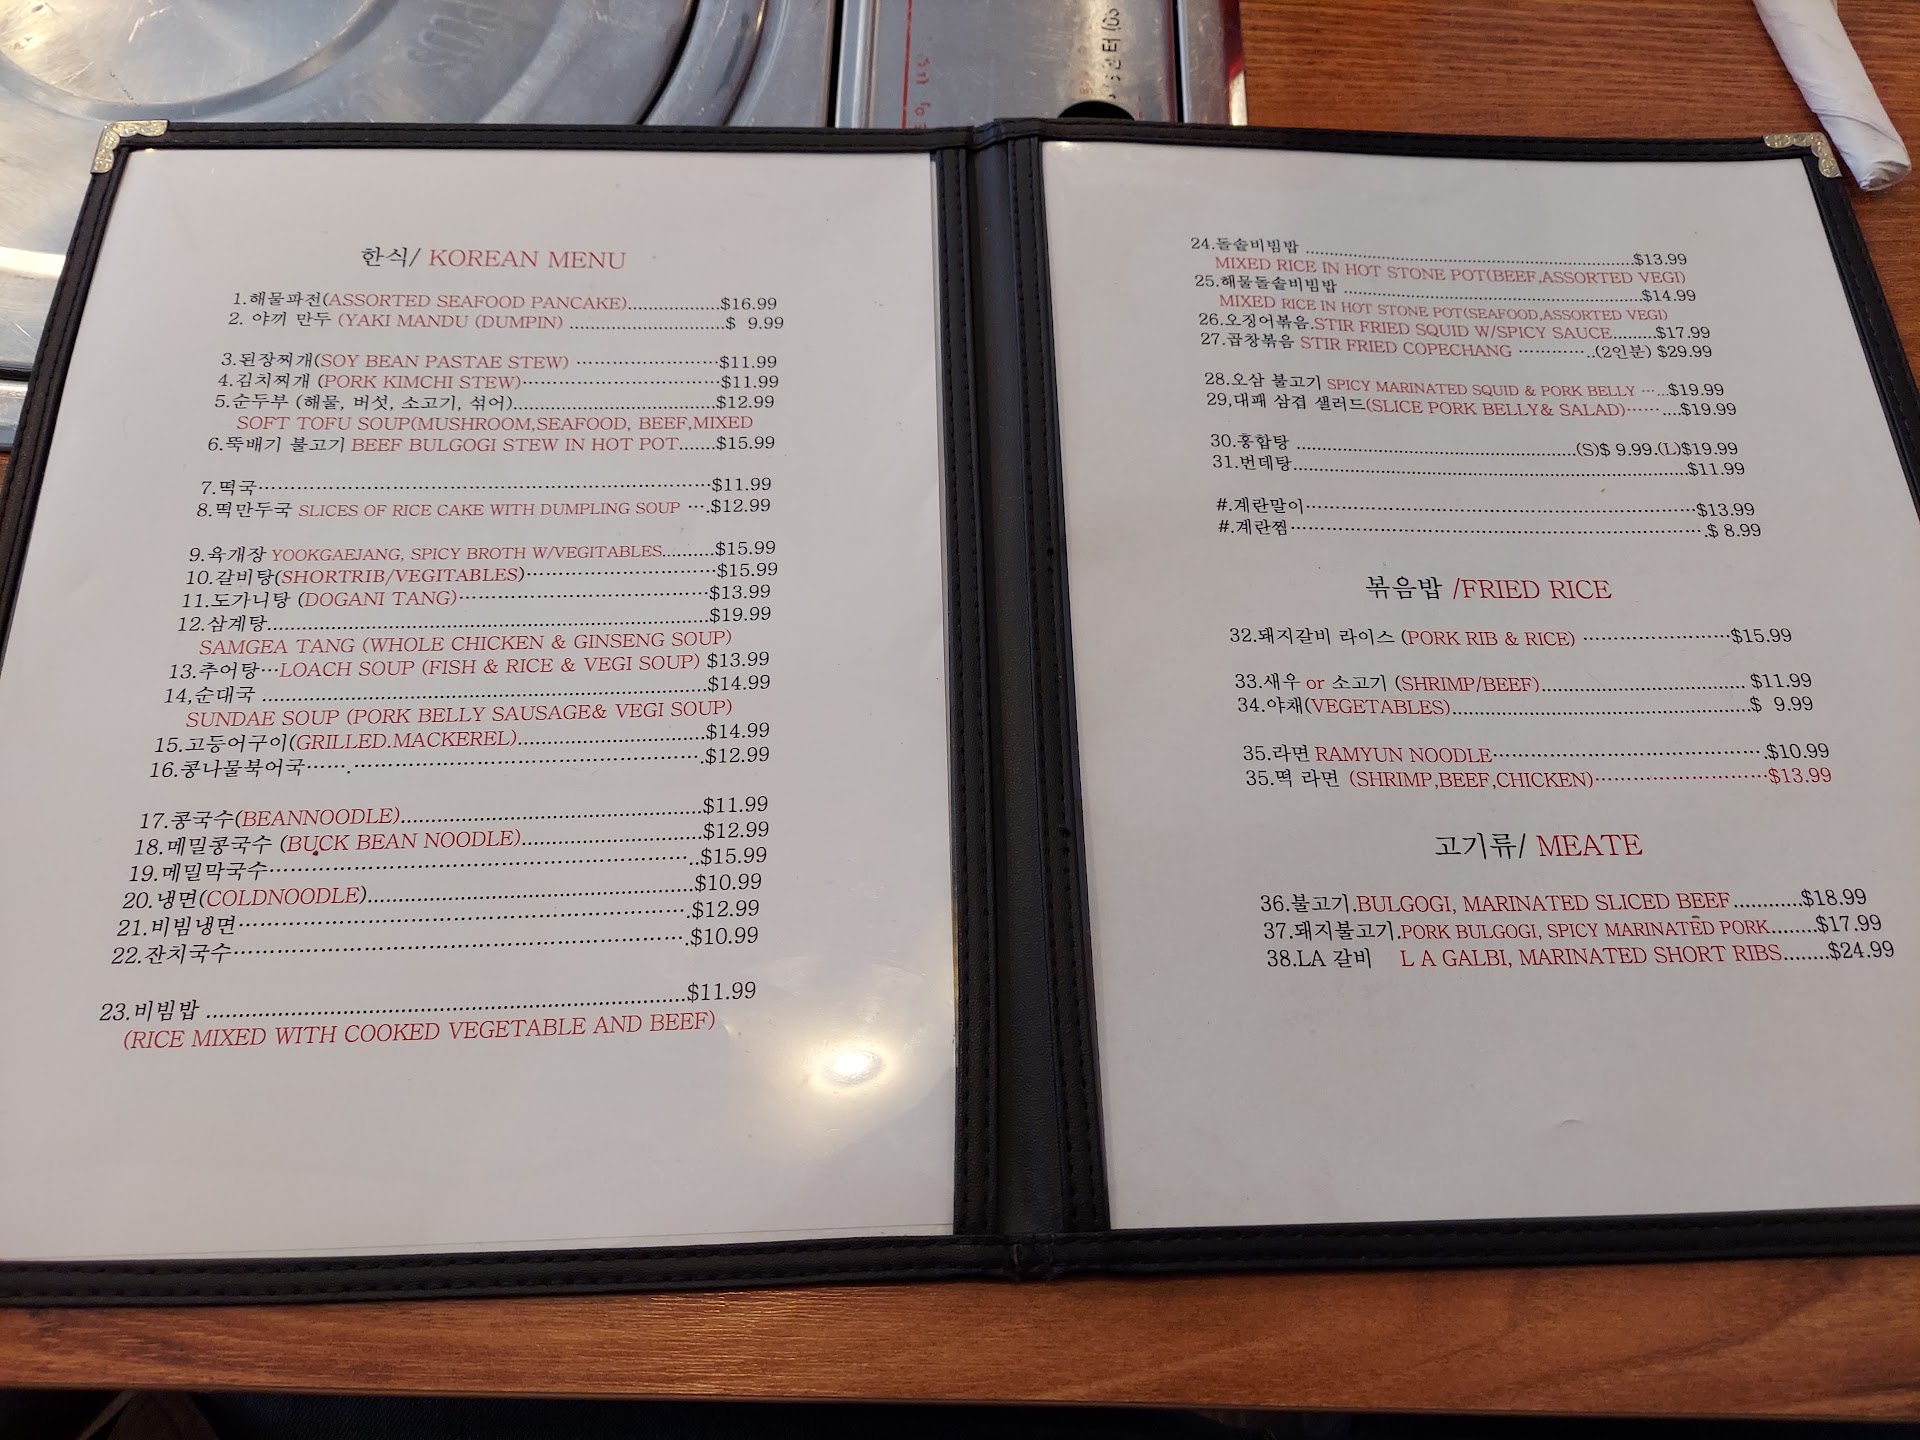 한식/ KOREAN MENU
1.해물파전(ASSORTED SEAFOOD PANCAKE)..............$16.99
2. 야끼 만두 (YAKI MANDU (DUMPIN) ........................$ 9.99
3.된장찌개(SOY BEAN PASTAE STEW) ......................$11.99
4.김치찌개 (PORK KIMCHI STEW)..............................$11.99
5.순두부 (해물, 버섯, 소고기, 섞어)................................$12.99
SOFT TOFU SOUP(MUSHROOM,SEAFOOD, BEEF,MIXED
6.뚝배기 불고기 BEEF BULGOGI STEW IN HOT POT.......$15.99
7.떡국......................................................................$11.99
8.떡만두국 SLICES OF RICE CAKE WITH DUMPLING SOUP ....$12.99
9.육개장 YOOKGAEJANG, SPICY BROTH W/VEGITABLES..........$15.99
10.갈비탕(SHORTRIB/VEGITABLES)..............................$15.99
11.도가니탕 (DOGANI TANG).......................................$13.99
12.삼계탕......................................................................$19.99
SAMGEA TANG (WHOLE CHICKEN & GINSENG SOUP)
13.추어탕...LOACH SOUP (FISH & RICE & VEGI SOUP) $13.99
14,순대국 ......................................................................$14.99
SUNDAE SOUP (PORK BELLY SAUSAGE& VEGI SOUP)
15.고등어구이(GRILLED.MACKEREL)..............................$14.99
16.콩나물북어국......................................................$12.99
17.콩국수(BEANNOODLE)..............................................$11.99
18.메밀콩국수 (BUCK BEAN NOODLE)............................$12.99
19.메밀막국수............................................................$15.99
20.냉면(COLDNOODLE)..................................................$10.99
21.비빔냉면................................................................$12.99
22.잔치국수................................................................$10.99
23.비빔밥 ......................................................................$11.99
(RICE MIXED WITH COOKED VEGETABLE AND BEEF)
24.돌솥비빔밥 ............................................................$13.99
MIXED RICE IN HOT STONE POT(BEEF,ASSORTED VEGI)
25.해물돌솥비빔밥 ......................................................$14.99
MIXED RICE IN HOT STONE POT(SEAFOOD,ASSORTED VEGI)
26.오징어볶음.STIR FRIED SQUID W/SPICY SAUCE........$17.99
27.곱창볶음 STIR FRIED COPECHANG ..............(2인분) $29.99
28.오삼 불고기 SPICY MARINATED SQUID & PORK BELLY ......$19.99
29,대패 삼겹 샐러드(SLICE PORK BELLY& SALAD).........$19.99
30.홍합탕 ..................................................(S)$ 9.99.(L)$19.99
31.번데탕......................................................................$11.99
#.계란말이..................................................................$13.99
#.계란찜......................................................................$ 8.99
볶음밥 /FRIED RICE
32.돼지갈비 라이스 (PORK RIB & RICE) ........................$15.99
33.새우 or 소고기 (SHRIMP/BEEF)................................ $11.99
34.야채(VEGETABLES)..................................................$ 9.99
35.라면 RAMYUN NOODLE..........................................$10.99
35.떡 라면 (SHRIMP,BEEF,CHICKEN)............................$13.99
고기류/ MEATE
36.불고기.BULGOGI, MARINATED SLICED BEEF............$18.99
37.돼지불고기.PORK BULGOGI, SPICY MARINATED PORK........$17.99
38.LA 갈비 L A GALBI, MARINATED SHORT RIBS........$24.99